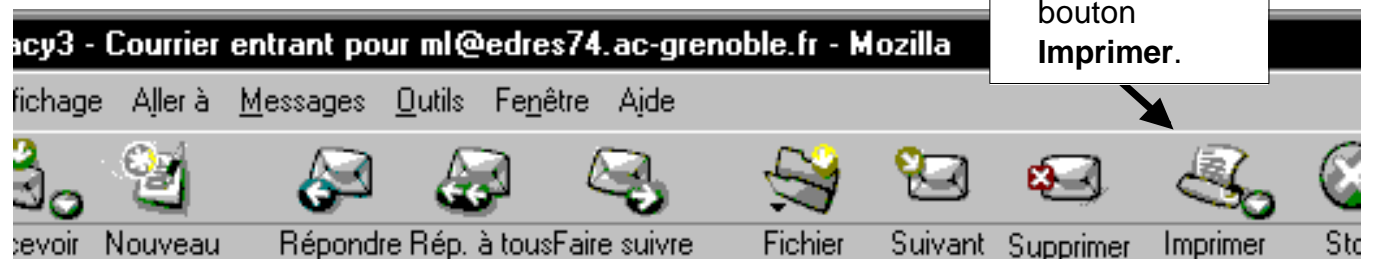 bouton
Imprimer.
acy3 - Courrier entrant pour ml@edres74.ac-grenoble.fr - Mozilla
fichage Aller à Messages Outils Fenêtre Aide
cevoir Nouveau Répondre Rép. à tous Faire suivre Fichier Suivant Supprimer Imprimer Sto